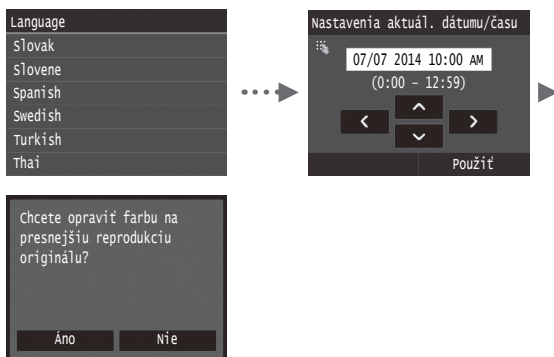 Language
Slovak
Slovene
Spanish
Swedish
Turkish
Thai
Nastavenia aktuál. dátumu/času
07/07 2014 10:00 AM
(0:00 – 12:59)
Použiť
Chcete opraviť farbu na
presnejšiu reprodukciu
originálu?
Áno Nie